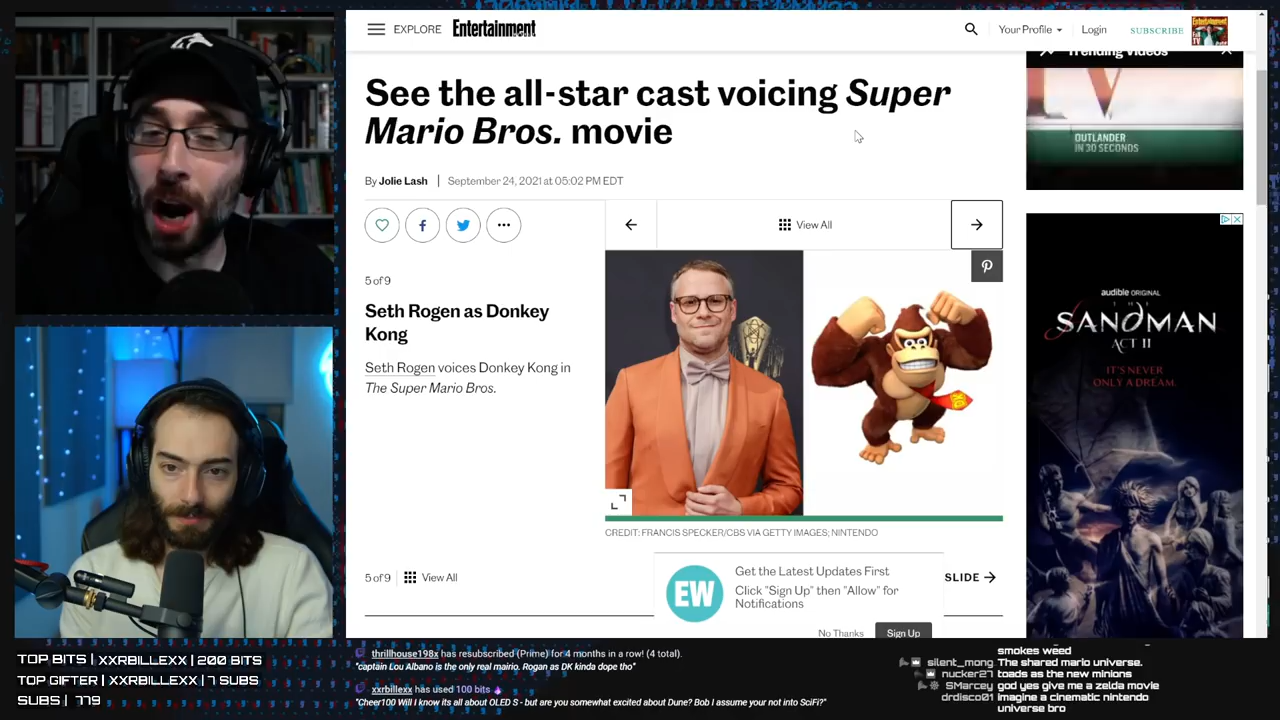 EXPLORE
Entertainment
Your Profile
Login
SUBSCRIBE
See the all-star cast voicing Super
Mario Bros. movie
By Jolie Lash | September 24, 2021 at 05:02 PM EDT
View All
5 of 9
Seth Rogen as Donkey
Kong
Seth Rogen voices Donkey Kong in
The Super Mario Bros.
CREDIT: FRANCIS SPECKER/CBS VIA GETTY IMAGES; NINTENDO
5 of 9
View All
SLIDE
EW
Get the Latest Updates First
Click "Sign Up" then "Allow" for
Notifications
No Thanks
Sign Up
Trending Videos
OUTLANDER
IN 30 SECONDS
audible ORIGINAL
THE
SANDMAN
ACT II
IT'S NEVER
ONLY A DREAM.
TOP BITS | XXRBILLEXX | 200 BITS
TOP GIFTER | XXRBILLEXX | 7 SUBS
SUBS | 779
thrillhouse198x has resubscribed (Prime) for 4 months in a row! (4 total).
"captain Lou Albano is the only real mario. Rogan as DK kinda dope tho"
xxrbillexx has used 100 bits
"Cheer100 Will I know its all about OLED S - but are you somewhat excited about Dune? Bob I assume your not into SciFi?"
smokes weed
silent_mong The shared mario universe.
nucker27 toads as the new minions
SMarcey god yes give me a zelda movie
drdisco01 imagine a cinematic nintendo
universe bro